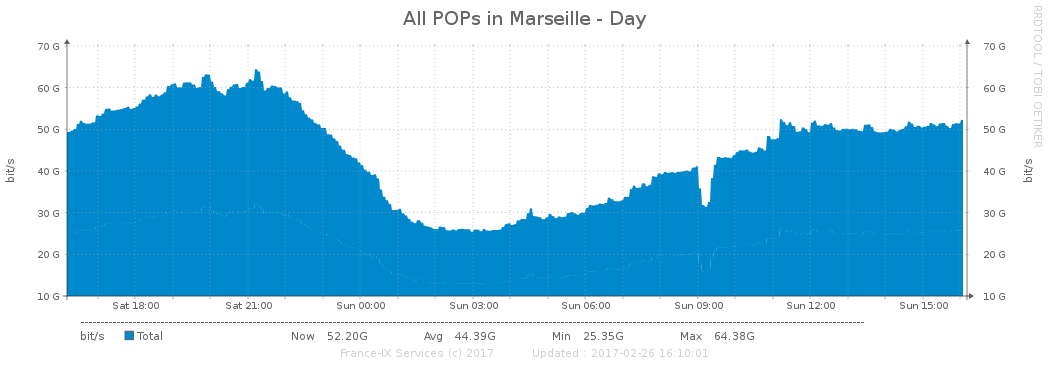 All POPs in Marseille - Day
RRDTOOL / TOBI OETIKER
bit/s
70 G
60 G
50 G
40 G
30 G
20 G
10 G
70 G
60 G
50 G
40 G
30 G
20 G
10 G
bit/s
Sat 18:00 Sat 21:00 Sun 00:00 Sun 03:00 Sun 06:00 Sun 09:00 Sun 12:00 Sun 15:00
bit/s Total Now 52.20G Avg 44.39G Min 25.35G Max 64.38G
France-IX Services (c) 2017 Updated : 2017-02-26 16:10:01